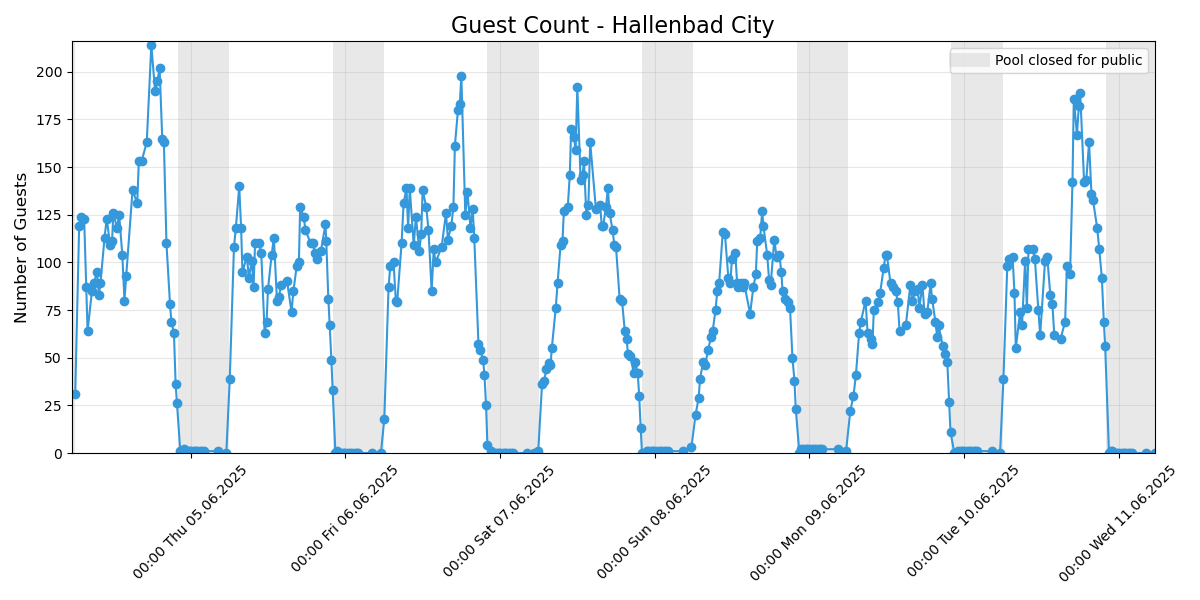 Guest Count - Hallenbad City
Pool closed for public
Number of Guests
200
175
150
125
100
75
50
25
0
00:00 Thu 05.06.2025
00:00 Fri 06.06.2025
00:00 Sat 07.06.2025
00:00 Sun 08.06.2025
00:00 Mon 09.06.2025
00:00 Tue 10.06.2025
00:00 Wed 11.06.2025